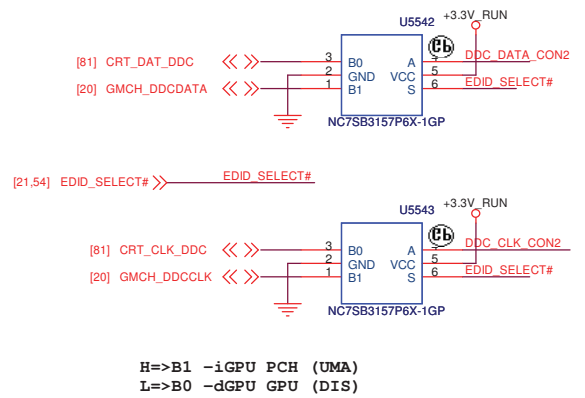 U5542 +3.3V_RUN
[81] CRT_DAT_DDC 3 B0 A 4 DDC_DATA_CON2
2 GND VCC 5
[20] GMCH_DDCDATA 1 B1 S 6 EDID_SELECT#
NC7SB3157P6X-1GP
[21,54] EDID_SELECT# EDID_SELECT#
U5543 +3.3V_RUN
[81] CRT_CLK_DDC 3 B0 A DDC_CLK_CON2
2 GND VCC 5
[20] GMCH_DDCCLK 1 B1 S 6 EDID_SELECT#
NC7SB3157P6X-1GP
H=>B1 -iGPU PCH (UMA)
L=>B0 -dGPU GPU (DIS)